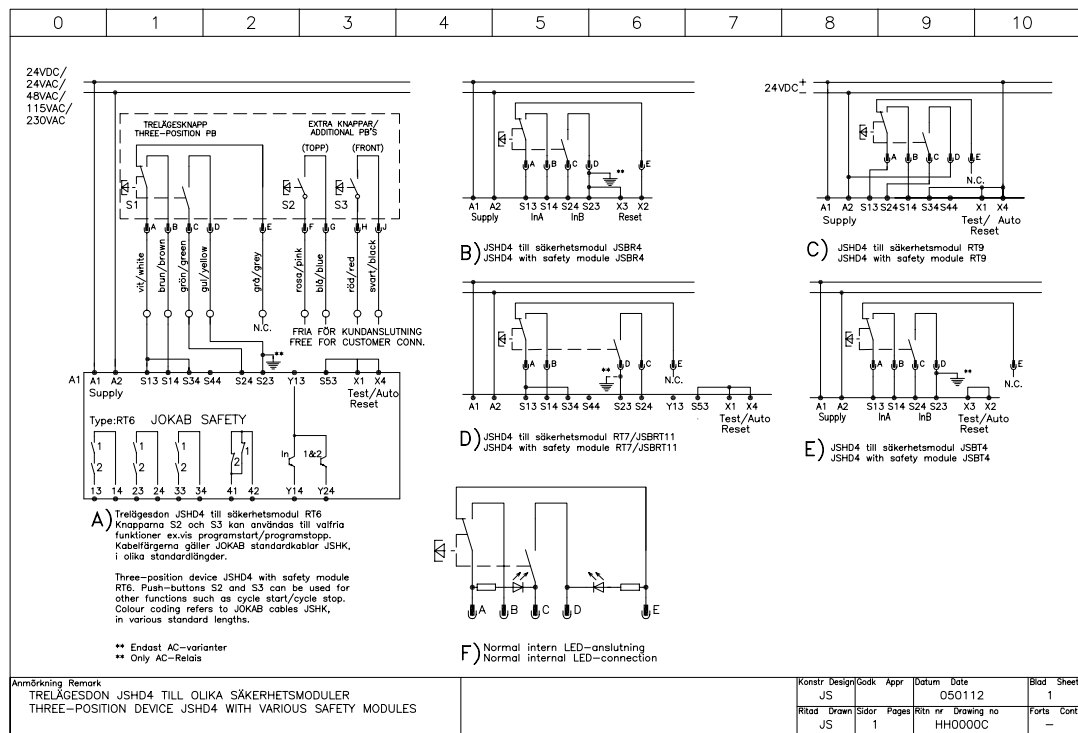 0 1 2 3 4 5 6 7 8 9 10
24VDC/
24VAC/
48VAC/
115VAC/
230VAC
TRELÄGESKNAPP
THREE-POSITION PB
EXTRA KNAPPAR/
ADDITIONAL PB'S
(TOPP) (FRONT)
S1 S2 S3
A B C D E F G H J
vit/white
brun/brown
grön/green
gul/yellow
grå/grey
rosa/pink
blå/blue
röd/red
svart/black
N.C.
FRIA FÖR KUNDANSLUTNING
FREE FOR CUSTOMER CONN.
**
A1 A1 A2 S13 S14 S34 S44 S24 S23 Y13 S53 X1 X4
Supply
Test/Auto
Reset
Type:RT6 JOKAB SAFETY
1 1 1 1
2 2 2 2
In 1&2
13 14 23 24 33 34 41 42 Y14 Y24
A) Trelägesdon JSHD4 till säkerhetsmodul RT6
Knapparna S2 och S3 kan användas till valfria
funktioner ex.vis programstart/programstopp.
Kabelfärgerna gäller JOKAB standardkablar JSHK,
i olika standardlängder.
Three-position device JSHD4 with safety module
RT6. Push-buttons S2 and S3 can be used for
other functions such as cycle start/cycle stop.
Colour coding refers to JOKAB cables JSHK,
in various standard lengths.
** Endast AC-varianter
** Only AC-Relais
A B C D E
**
A1 A2 S13 S14 S24 S23 X3 X2
Supply InA InB Reset
B) JSHD4 till säkerhetsmodul JSBR4
JSHD4 with safety module JSBR4
24VDC + −
A B C D E
N.C.
A1 A2 S13 S24 S14 S34 S44 X1 X4
Supply Test/ Auto
Reset
C) JSHD4 till säkerhetsmodul RT9
JSHD4 with safety module RT9
A B D C E
**
N.C.
A1 A2 S13 S14 S34 S44 S23 S24 Y13 S53 X1 X4
Test/Auto
Reset
D) JSHD4 till säkerhetsmodul RT7/JSBRT11
JSHD4 with safety module RT7/JSBRT11
A B C D E
**
N.C.
A1 A2 S13 S14 S24 S23 X3 X2
Supply InA InB Test/Auto
Reset
E) JSHD4 till säkerhetsmodul JSBT4
JSHD4 with safety module JSBT4
A B C D E
F) Normal intern LED-anslutning
Normal internal LED-connection
Anmörkning Remark
TRELÄGESDON JSHD4 TILL OLIKA SÄKERHETSMODULER
THREE-POSITION DEVICE JSHD4 WITH VARIOUS SAFETY MODULES
Konstr Design Godk Appr Datum Date Blad Sheet
JS 050112 1
Ritad Drawn Sidor Pages Ritn nr Drawing no Forts Cont
JS 1 HH0000C −